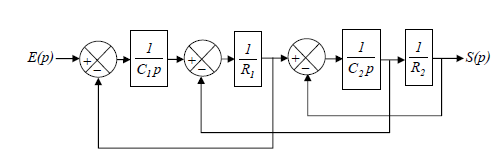 E(p) + − 1/(C₁p) + − 1/R₁ + − 1/(C₂p) 1/R₂ S(p)